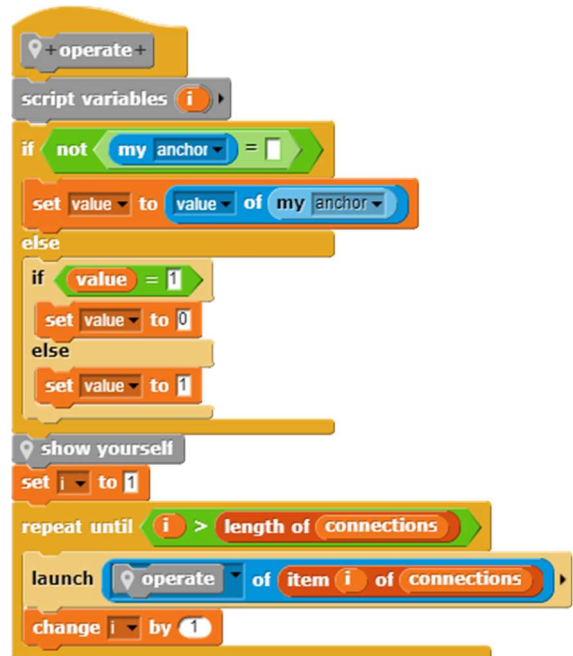 +operate+
script variables i
if not my anchor =
set value to value of my anchor
else
if value = 1
set value to 0
else
set value to 1
show yourself
set i to 1
repeat until i > length of connections
launch operate of item i of connections
change i by 1